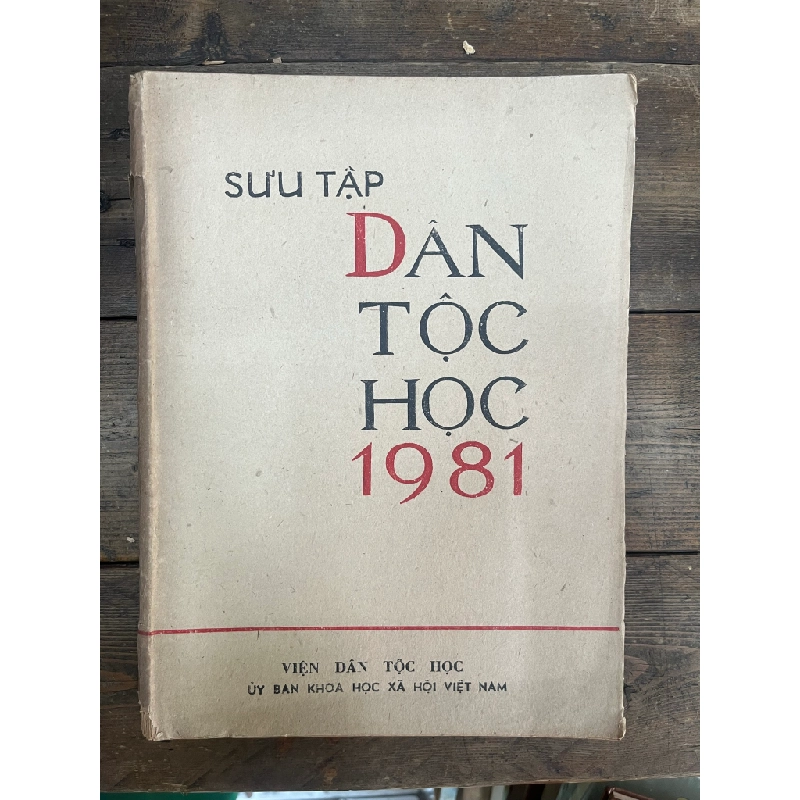 SƯU TẬP
DÂN
TỘC
HỌC
1981
VIỆN DÂN TỘC HỌC
ỦY BAN KHOA HỌC XÃ HỘI VIỆT NAM